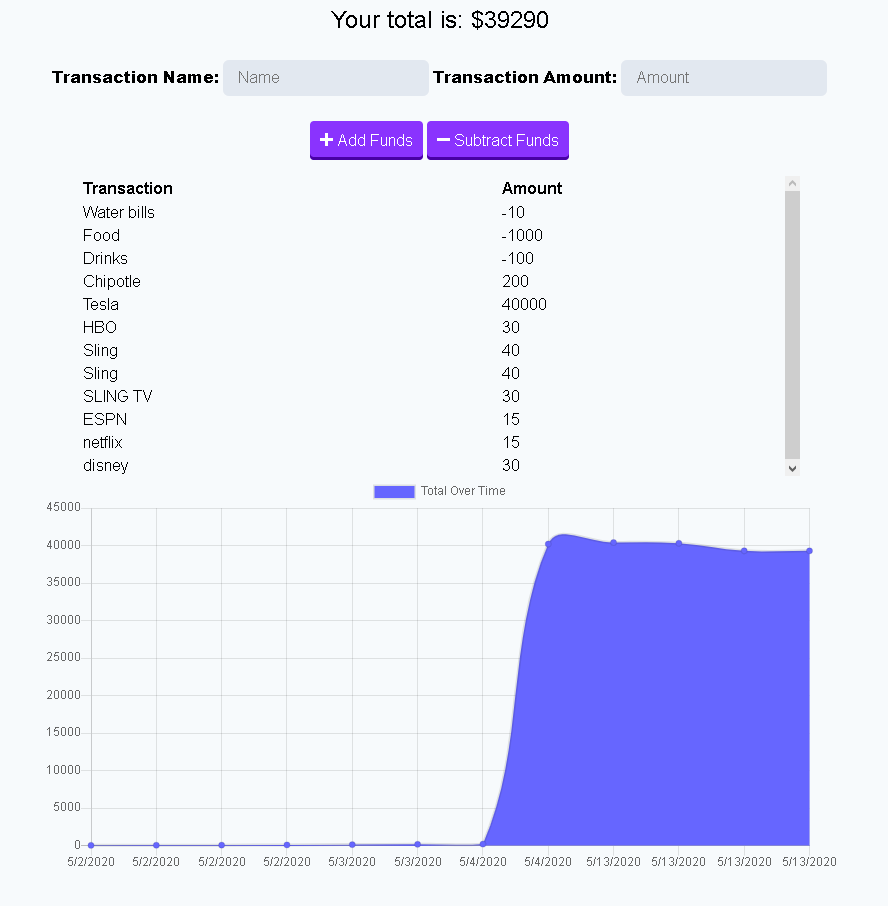 Your total is: $39290
Transaction Name: Name Transaction Amount: Amount
Add Funds Subtract Funds
Transaction Amount
Water bills -10
Food -1000
Drinks -100
Chipotle 200
Tesla 40000
HBO 30
Sling 40
Sling 40
SLING TV 30
ESPN 15
netflix 15
disney 30
Total Over Time
45000
40000
35000
30000
25000
20000
15000
10000
5000
0
5/2/2020 5/2/2020 5/2/2020 5/2/2020 5/3/2020 5/3/2020 5/4/2020 5/4/2020 5/13/2020 5/13/2020 5/13/2020 5/13/2020